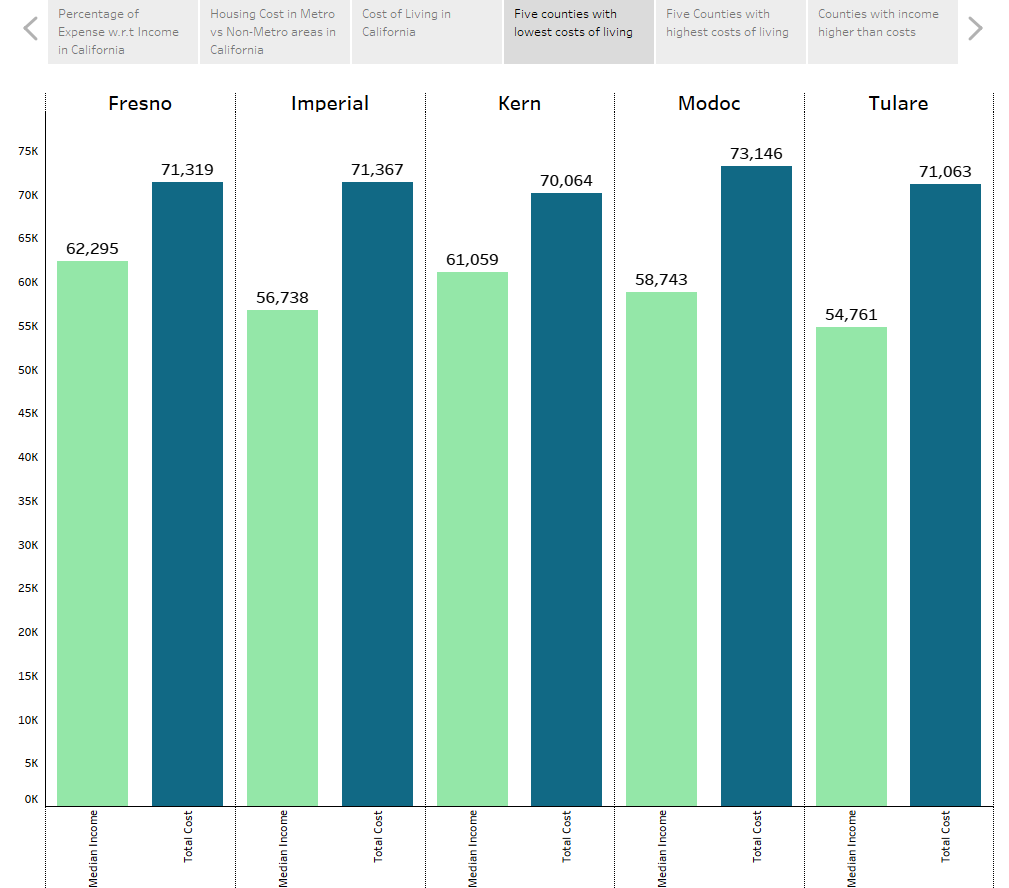 Percentage of
Expense w.r.t Income
in California
Housing Cost in Metro
vs Non-Metro areas in
California
Cost of Living in
California
Five counties with
lowest costs of living
Five Counties with
highest costs of living
Counties with income
higher than costs
Fresno
Imperial
Kern
Modoc
Tulare
75K
70K
65K
60K
55K
50K
45K
40K
35K
30K
25K
20K
15K
10K
5K
0K
62,295
71,319
56,738
71,367
61,059
70,064
58,743
73,146
54,761
71,063
Median Income
Total Cost
Median Income
Total Cost
Median Income
Total Cost
Median Income
Total Cost
Median Income
Total Cost